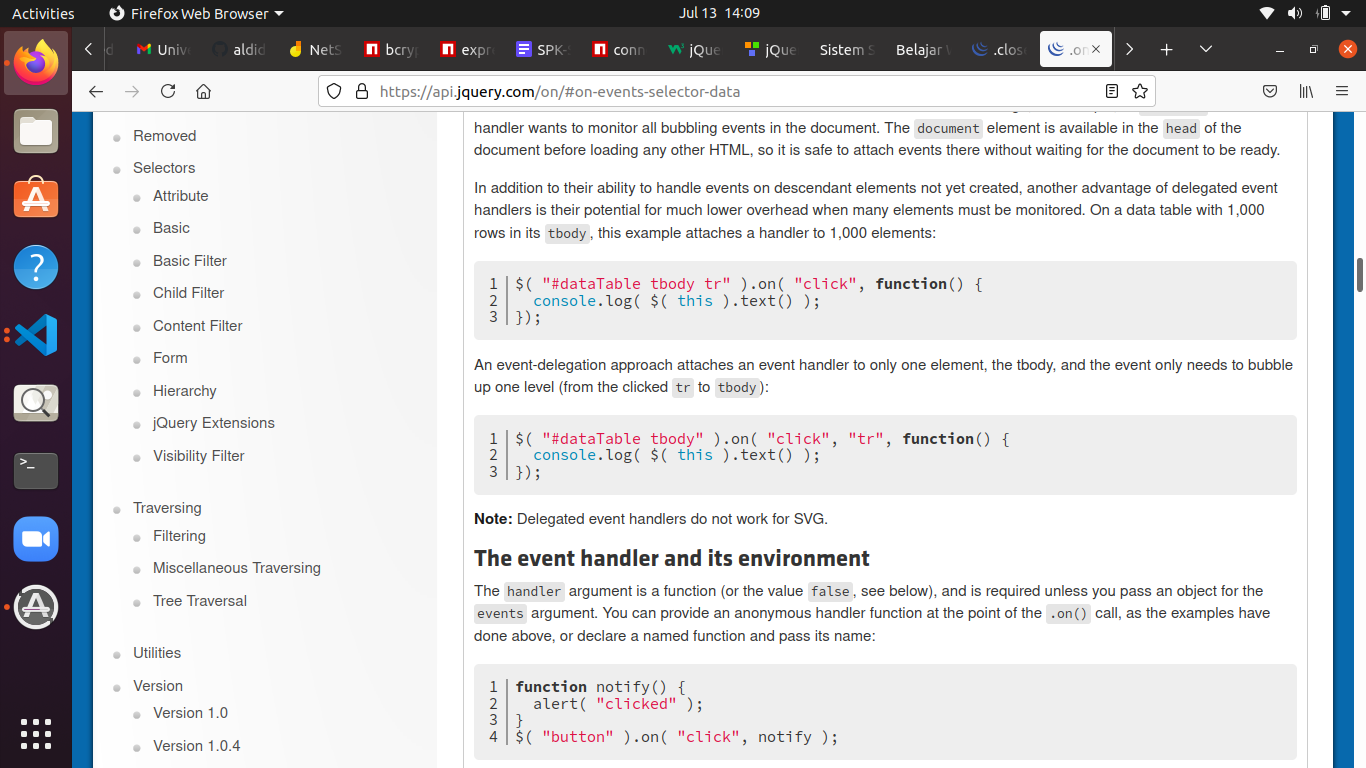 Activities
Firefox Web Browser
Jul 13 14:09
Univ
aldid
NetS
bcryp
expre
SPK-
conn
jQue
jQue
Sistem S
Belajar
.close
.on
https://api.jquery.com/on/#on-events-selector-data
Removed
Selectors
Attribute
Basic
Basic Filter
Child Filter
Content Filter
Form
Hierarchy
jQuery Extensions
Visibility Filter
Traversing
Filtering
Miscellaneous Traversing
Tree Traversal
Utilities
Version
Version 1.0
Version 1.0.4
handler wants to monitor all bubbling events in the document. The document element is available in the head of the
document before loading any other HTML, so it is safe to attach events there without waiting for the document to be ready.
In addition to their ability to handle events on descendant elements not yet created, another advantage of delegated event
handlers is their potential for much lower overhead when many elements must be monitored. On a data table with 1,000
rows in its tbody, this example attaches a handler to 1,000 elements:
1 $( "#dataTable tbody tr" ).on( "click", function() {
2   console.log( $( this ).text() );
3 });
An event-delegation approach attaches an event handler to only one element, the tbody, and the event only needs to bubble
up one level (from the clicked tr to tbody):
1 $( "#dataTable tbody" ).on( "click", "tr", function() {
2   console.log( $( this ).text() );
3 });
Note: Delegated event handlers do not work for SVG.
The event handler and its environment
The handler argument is a function (or the value false, see below), and is required unless you pass an object for the
events argument. You can provide an anonymous handler function at the point of the .on() call, as the examples have
done above, or declare a named function and pass its name:
1 function notify() {
2   alert( "clicked" );
3 }
4 $( "button" ).on( "click", notify );